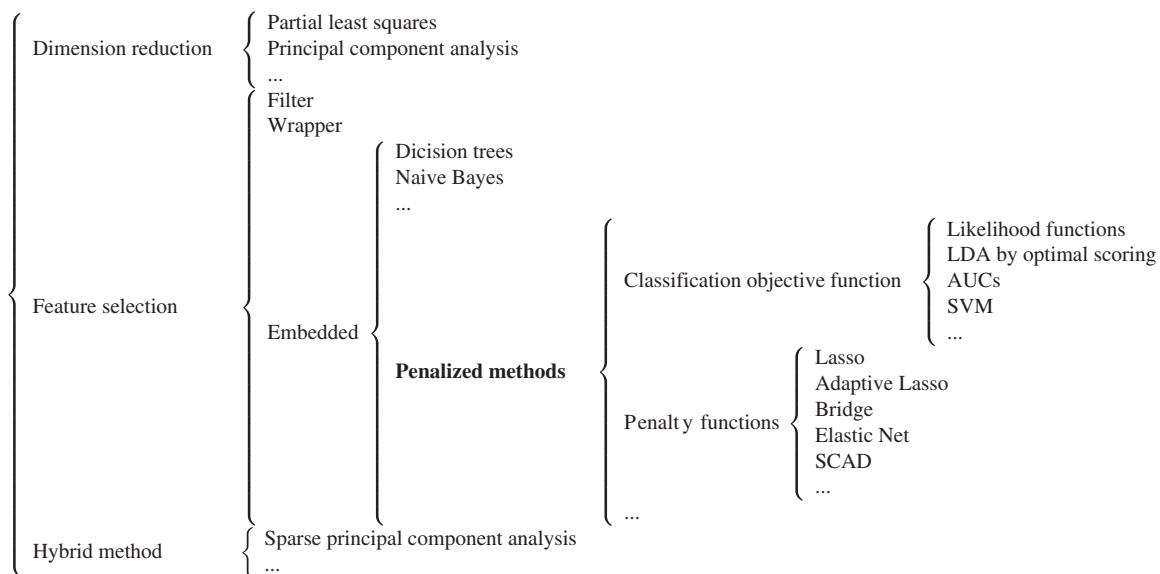 Partial least squares
Dimension reduction
Principal component analysis
...
Filter
Wrapper
Dicision trees
Naive Bayes
...
Likelihood functions
LDA by optimal scoring
Classification objective function
AUCs
SVM
...
Feature selection
Embedded
Penalized methods
Lasso
Adaptive Lasso
Bridge
Penalty functions
Elastic Net
SCAD
...
...
Sparse principal component analysis
Hybrid method
...